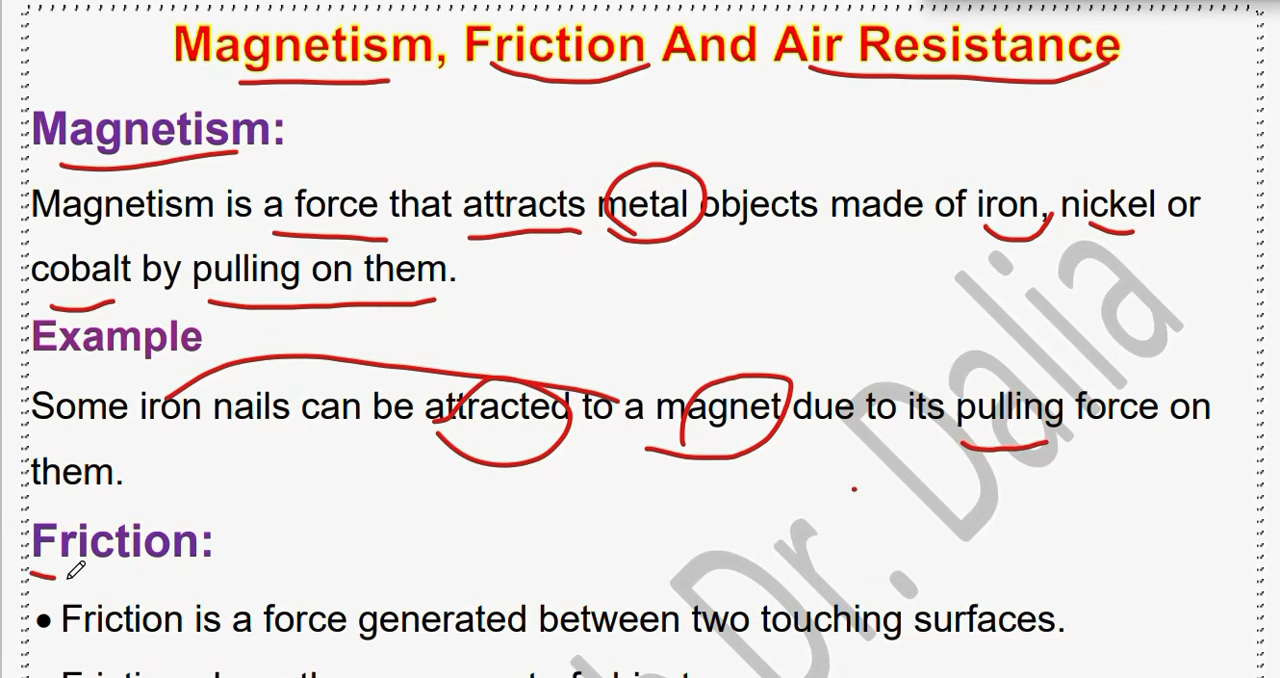 Magnetism, Friction And Air Resistance
Magnetism:
Magnetism is a force that attracts metal objects made of iron, nickel or
cobalt by pulling on them.
Example
Some iron nails can be attracted to a magnet due to its pulling force on
them.
Friction:
• Friction is a force generated between two touching surfaces.
Dr. Dalia